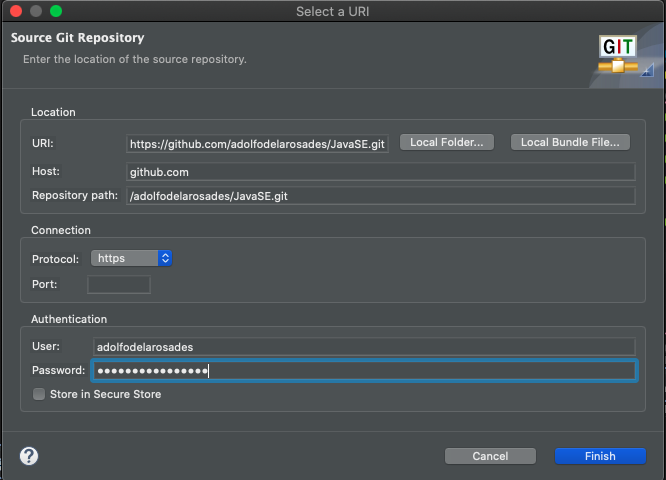 Select a URI
Source Git Repository
Enter the location of the source repository.
GIT
Location
URI: https://github.com/adolfodelarosades/JavaSE.git Local Folder... Local Bundle File...
Host: github.com
Repository path: /adolfodelarosades/JavaSE.git
Connection
Protocol: https
Port:
Authentication
User: adolfodelarosades
Password: ●●●●●●●●●●●●●●●●
Store in Secure Store
? Cancel Finish